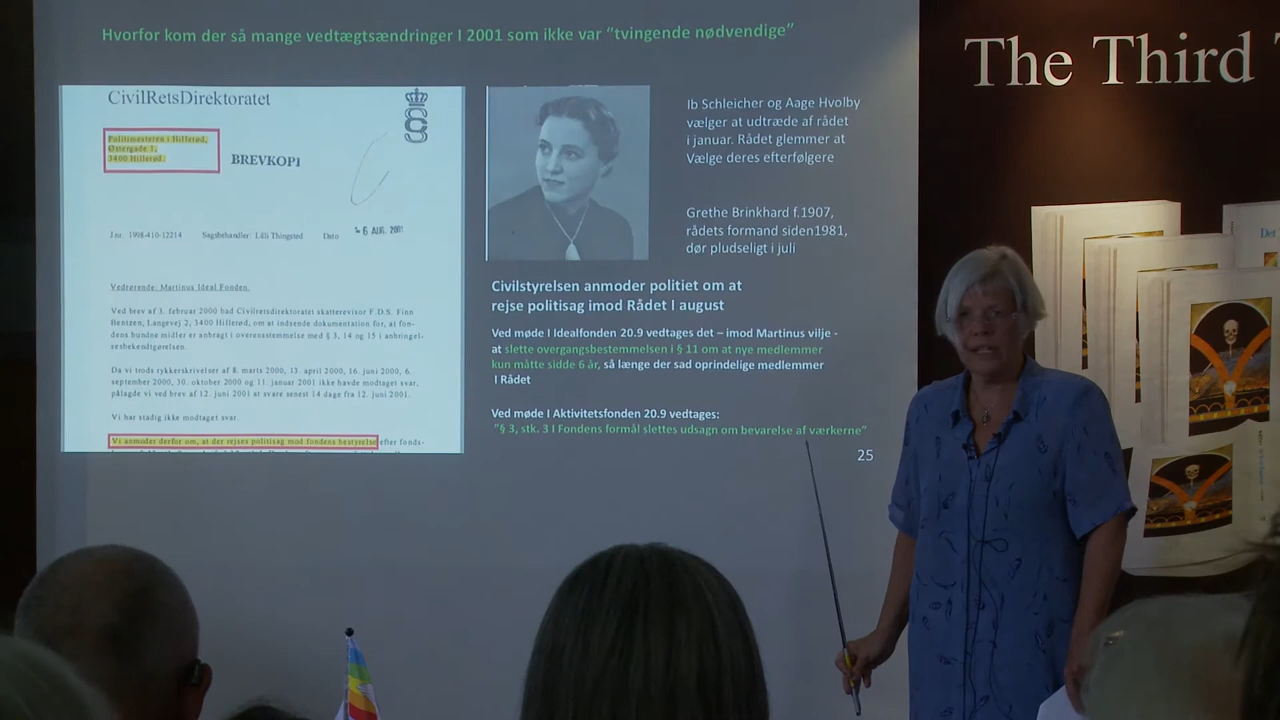 Hvorfor kom der så mange vedtægtsændringer I 2001 som ikke var "tvingende nødvendige"
CivilRetsDirektoratet
Politimesteren i Hillerød,
Østergade 1,
3400 Hillerød.
BREVKOPI
J.nr. 1998-410-12214 Sagsbehandler: Lilli Thingsted Dato
- 6 AUG. 2001
Vedrørende: Martinus Ideal Fonden.
Ved brev af 3. februar 2000 bad Civilretsdirektoratet skatterevisor F.D.S. Finn
Bentzen, Langevej 2, 3400 Hillerød, om at indsende dokumentation for, at fon-
dens bundne midler er anbragt i overensstemmelse med § 3, 14 og 15 i anbringel-
sesbekendtgørelsen.
Da vi trods rykkerskrivelser af 8. marts 2000, 13. april 2000, 16. juni 2000, 6.
september 2000, 30. oktober 2000 og 11. januar 2001 ikke havde modtaget svar,
pålagde vi ved brev af 12. juni 2001 at svare senest 14 dage fra 12. juni 2001.
Vi har stadig ikke modtaget svar.
Vi anmoder derfor om, at der rejses politisag mod fondens bestyrelse efter fonds-
Ib Schleicher og Aage Hvolby
vælger at udtræde af rådet
i januar. Rådet glemmer at
Vælge deres efterfølgere
Grethe Brinkhard f.1907,
rådets formand siden1981,
dør pludseligt i juli
Civilstyrelsen anmoder politiet om at
rejse politisag imod Rådet I august
Ved møde I Idealfonden 20.9 vedtages det – imod Martinus vilje -
at slette overgangsbestemmelsen i § 11 om at nye medlemmer
kun måtte sidde 6 år, så længe der sad oprindelige medlemmer
I Rådet
Ved møde I Aktivitetsfonden 20.9 vedtages:
"§ 3, stk. 3 I Fondens formål slettes udsagn om bevarelse af værkerne"
25
The Third
Det